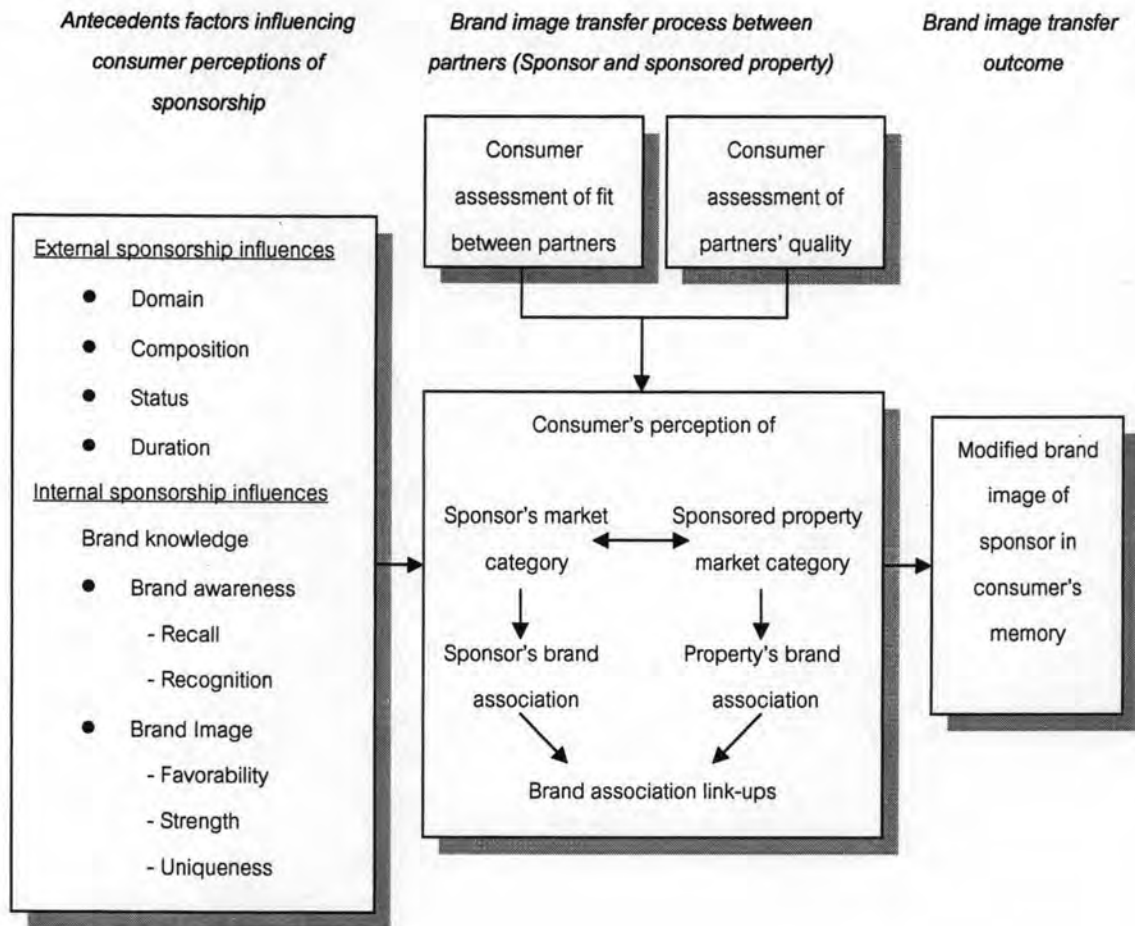 Antecedents factors influencing
consumer perceptions of
sponsorship
Brand image transfer process between
partners (Sponsor and sponsored property)
Brand image transfer
outcome
External sponsorship influences
● Domain
● Composition
● Status
● Duration
Internal sponsorship influences
Brand knowledge
● Brand awareness
- Recall
- Recognition
● Brand Image
- Favorability
- Strength
- Uniqueness
Consumer
assessment of fit
between partners
Consumer
assessment of
partners' quality
Consumer's perception of
Sponsor's market
category
Sponsored property
market category
Sponsor's brand
association
Property's brand
association
Brand association link-ups
Modified brand
image of
sponsor in
consumer's
memory